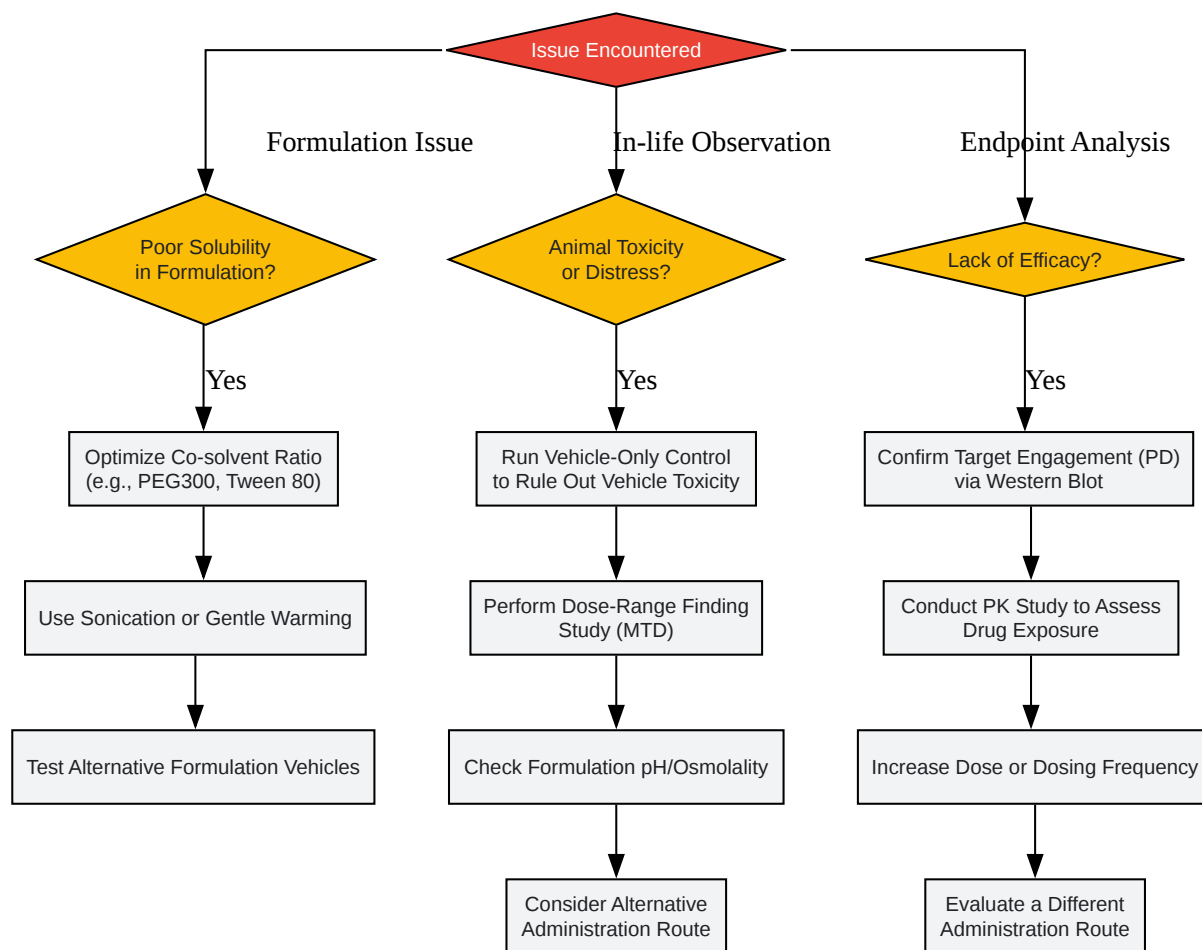 Issue Encountered
Formulation Issue
In-life Observation
Endpoint Analysis
Poor Solubility
in Formulation?
Animal Toxicity
or Distress?
Lack of Efficacy?
Yes
Yes
Yes
Optimize Co-solvent Ratio
(e.g., PEG300, Tween 80)
Run Vehicle-Only Control
to Rule Out Vehicle Toxicity
Confirm Target Engagement (PD)
via Western Blot
Use Sonication or Gentle Warming
Perform Dose-Range Finding
Study (MTD)
Conduct PK Study to Assess
Drug Exposure
Test Alternative Formulation Vehicles
Check Formulation pH/Osmolality
Increase Dose or Dosing Frequency
Consider Alternative
Administration Route
Evaluate a Different
Administration Route